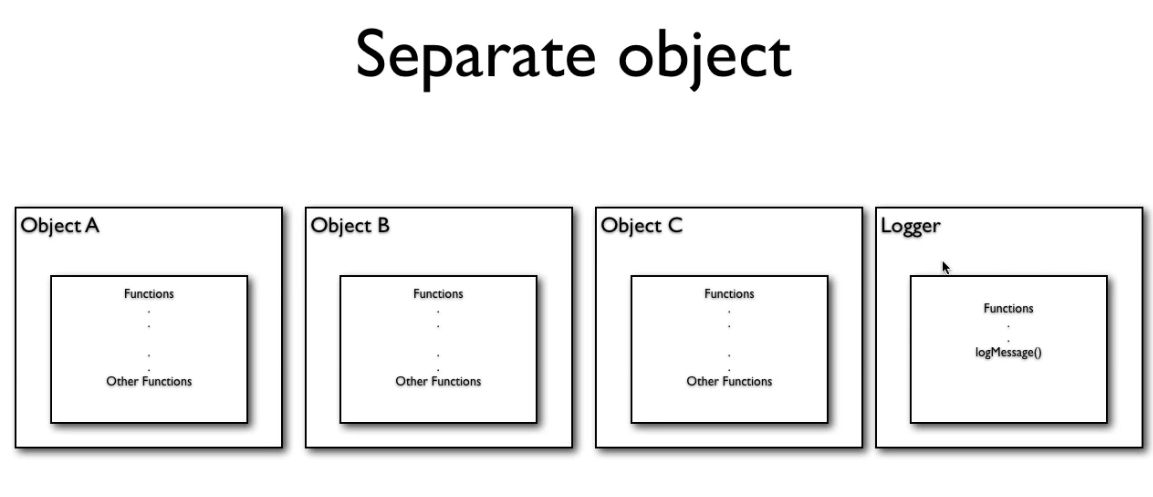 Separate object
Object A
Functions
.
.
.
.
Other Functions
Object B
Functions
.
.
.
.
Other Functions
Object C
Functions
.
.
.
.
Other Functions
Logger
Functions
.
.
logMessage()